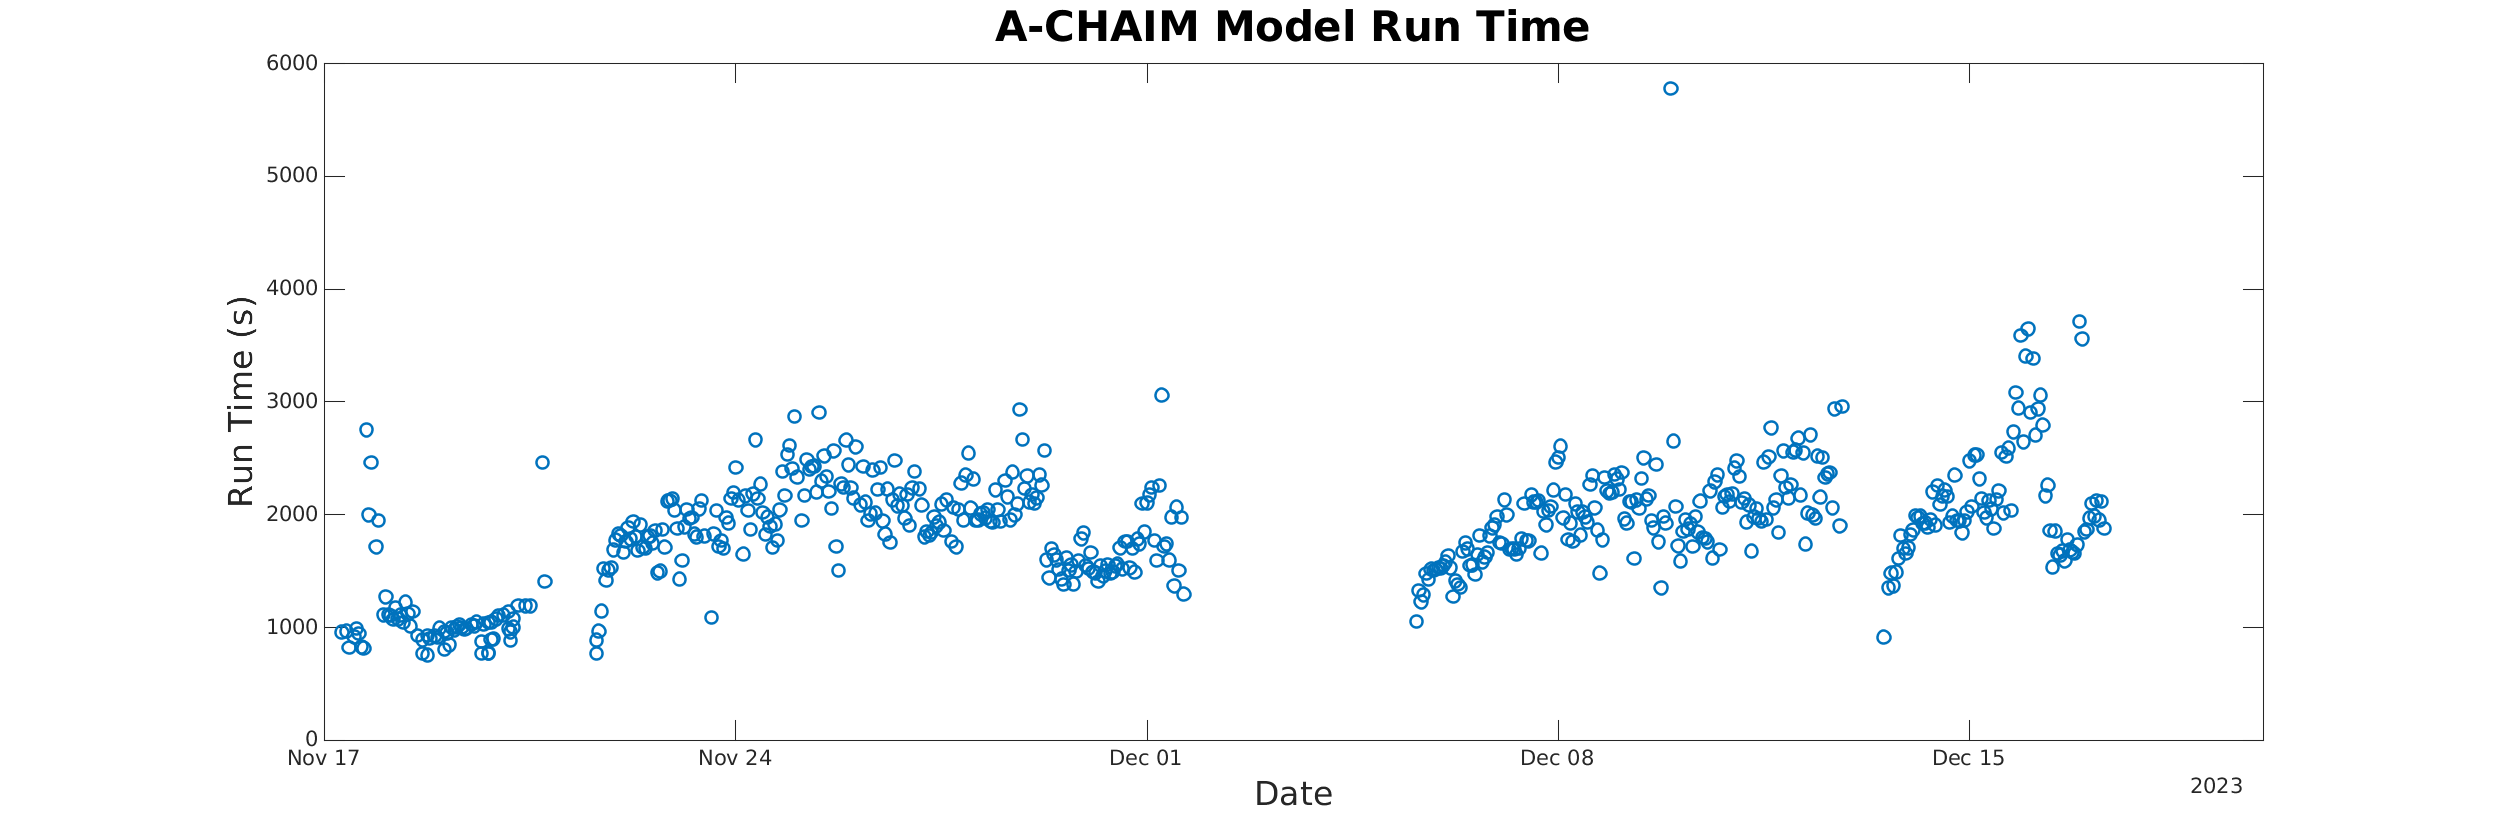 A-CHAIM Model Run Time
6000
5000
4000
3000
2000
1000
0
Run Time (s)
Nov 17
Nov 24
Dec 01
Dec 08
Dec 15
2023
Date